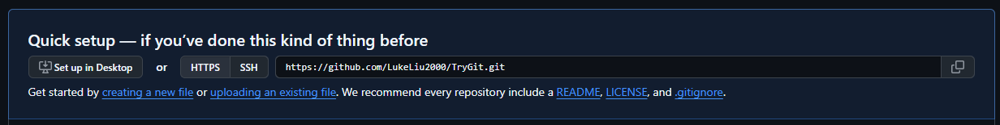 Quick setup — if you’ve done this kind of thing before
Set up in Desktop or HTTPS SSH https://github.com/LukeLiu2000/TryGit.git
Get started by creating a new file or uploading an existing file. We recommend every repository include a README, LICENSE, and .gitignore.